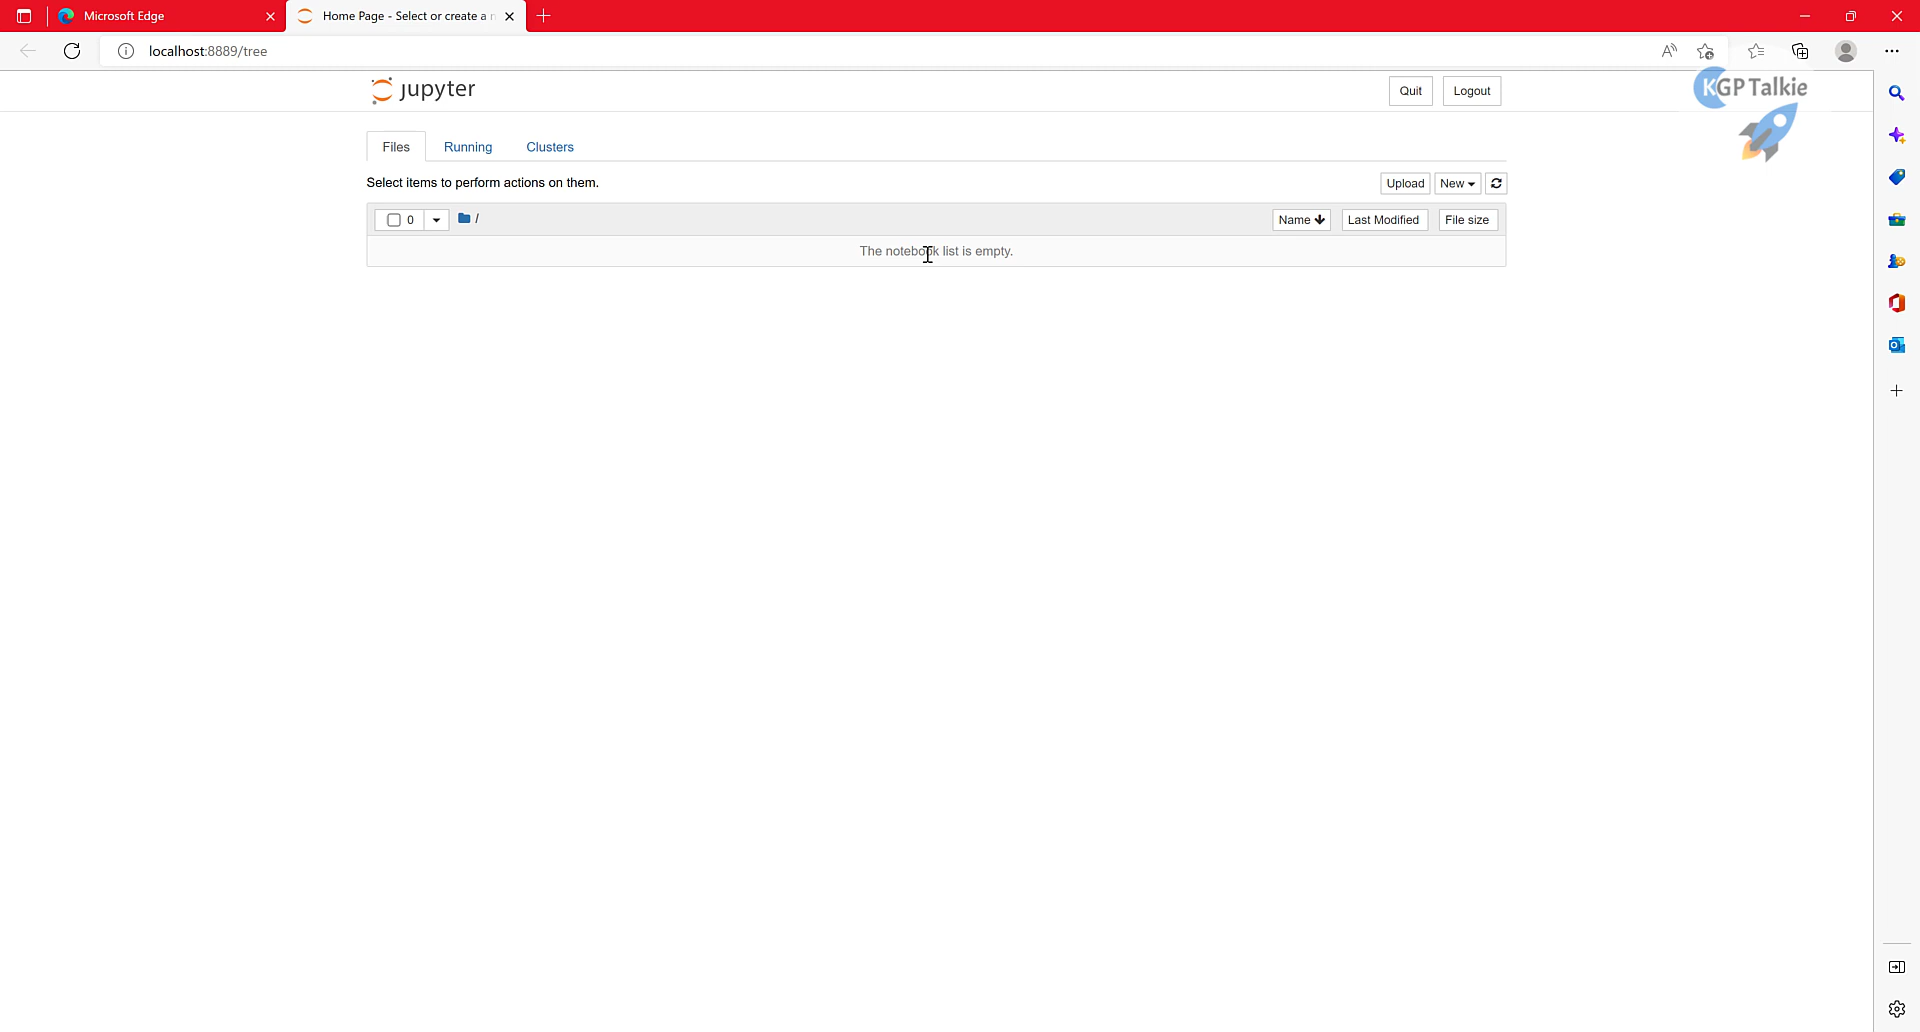 Microsoft Edge
Home Page - Select or create a n
localhost:8889/tree
jupyter
Quit
Logout
KGP Talkie
Files
Running
Clusters
Select items to perform actions on them.
Upload
New
0
/
Name
Last Modified
File size
The notebook list is empty.